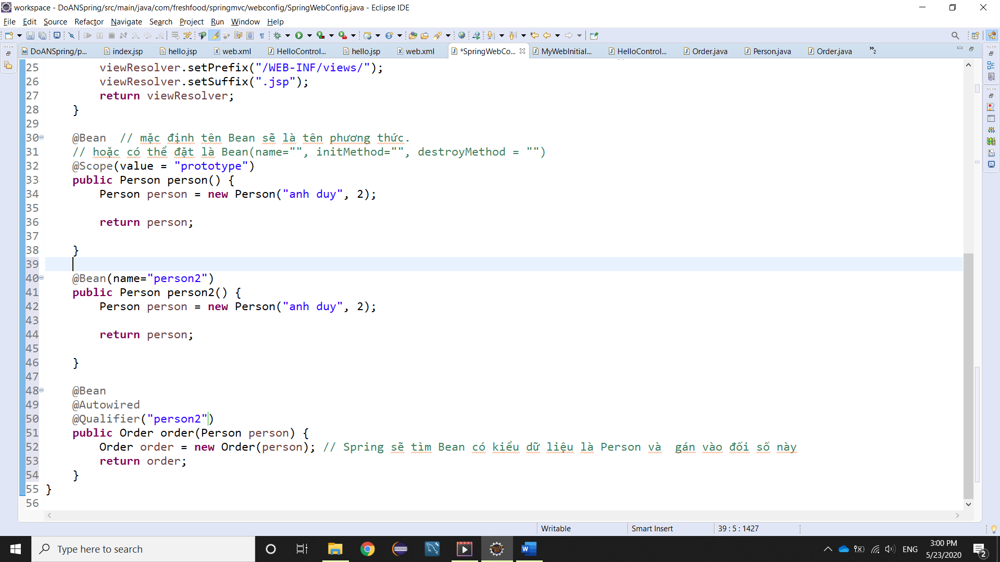 workspace - DoANSpring/src/main/java/com/freshfood/springmvc/webconfig/SpringWebConfig.java - Eclipse IDE
File Edit Source Refactor Navigate Search Project Run Window Help
DoANSpring/p... index.jsp hello.jsp web.xml HelloControl... hello.jsp web.xml *SpringWebCo... MyWebInitial... HelloControl... Order.java Person.java Order.java »2
25 viewResolver.setPrefix("/WEB-INF/views/");
26 viewResolver.setSuffix(".jsp");
27 return viewResolver;
28 }
29
30 @Bean // mặc định tên Bean sẽ là tên phương thức.
31 // hoặc có thể đặt là Bean(name="", initMethod="", destroyMethod = "")
32 @Scope(value = "prototype")
33 public Person person() {
34 Person person = new Person("anh duy", 2);
35
36 return person;
37
38 }
39
40 @Bean(name="person2")
41 public Person person2() {
42 Person person = new Person("anh duy", 2);
43
44 return person;
45
46 }
47
48 @Bean
49 @Autowired
50 @Qualifier("person2")
51 public Order order(Person person) {
52 Order order = new Order(person); // Spring sẽ tìm Bean có kiểu dữ liệu là Person và  gán vào đối số này
53 return order;
54 }
55 }
56
Writable Smart Insert 39 : 5 : 1427
Type here to search
ENG
3:00 PM
5/23/2020
2